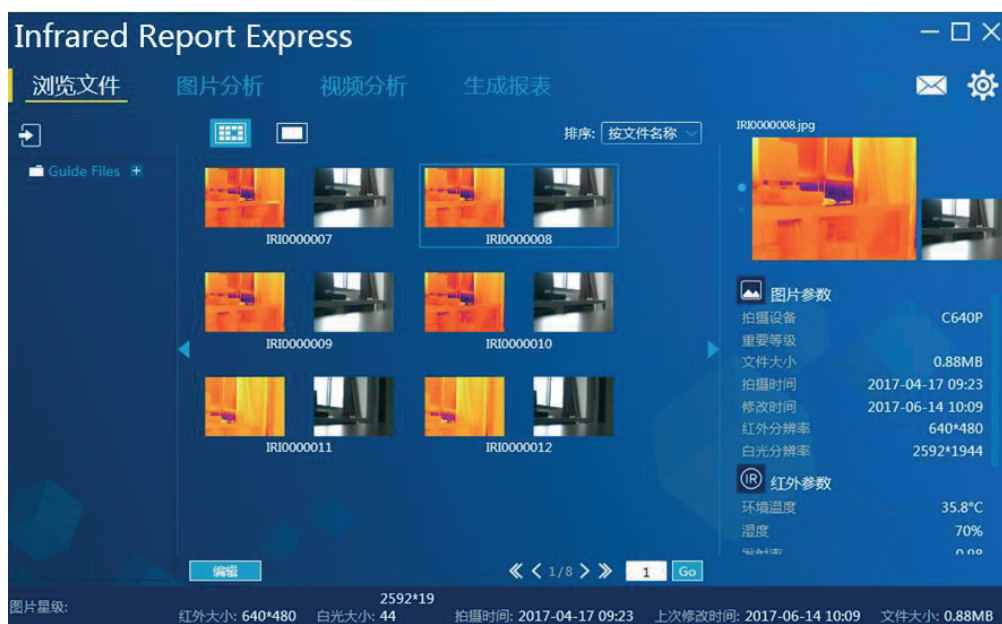 Infrared Report Express
浏览文件 图片分析 视频分析 生成报表
排序: 按文件名称
Guide Files
IRI0000007 IRI0000008
IRI0000009 IRI0000010
IRI0000011 IRI0000012
编辑 1/8 1 Go
IRI0000008.jpg
图片参数
拍摄设备 C640P
重要等级
文件大小 0.88MB
拍摄时间 2017-04-17 09:23
修改时间 2017-06-14 10:09
红外分辨率 640*480
白光分辨率 2592*1944
IR 红外参数
环境温度 35.8°C
湿度 70%
发射率 0.98
图片星级: 红外大小: 640*480 白光大小: 2592*1944 拍摄时间: 2017-04-17 09:23 上次修改时间: 2017-06-14 10:09 文件大小: 0.88MB